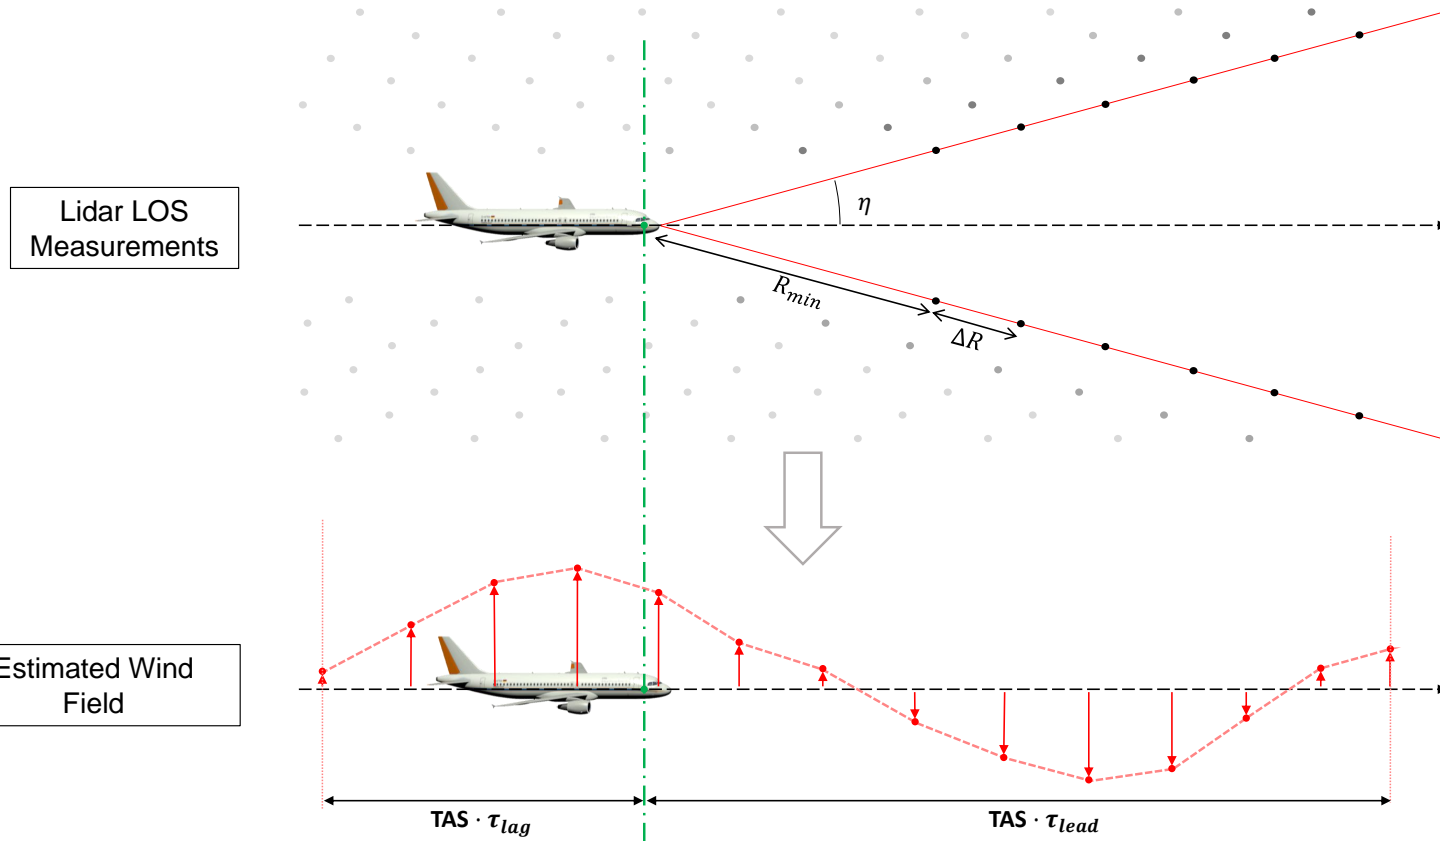 Lidar LOS
Measurements
η
R_min
ΔR
Estimated Wind
Field
TAS · τ_lag
TAS · τ_lead